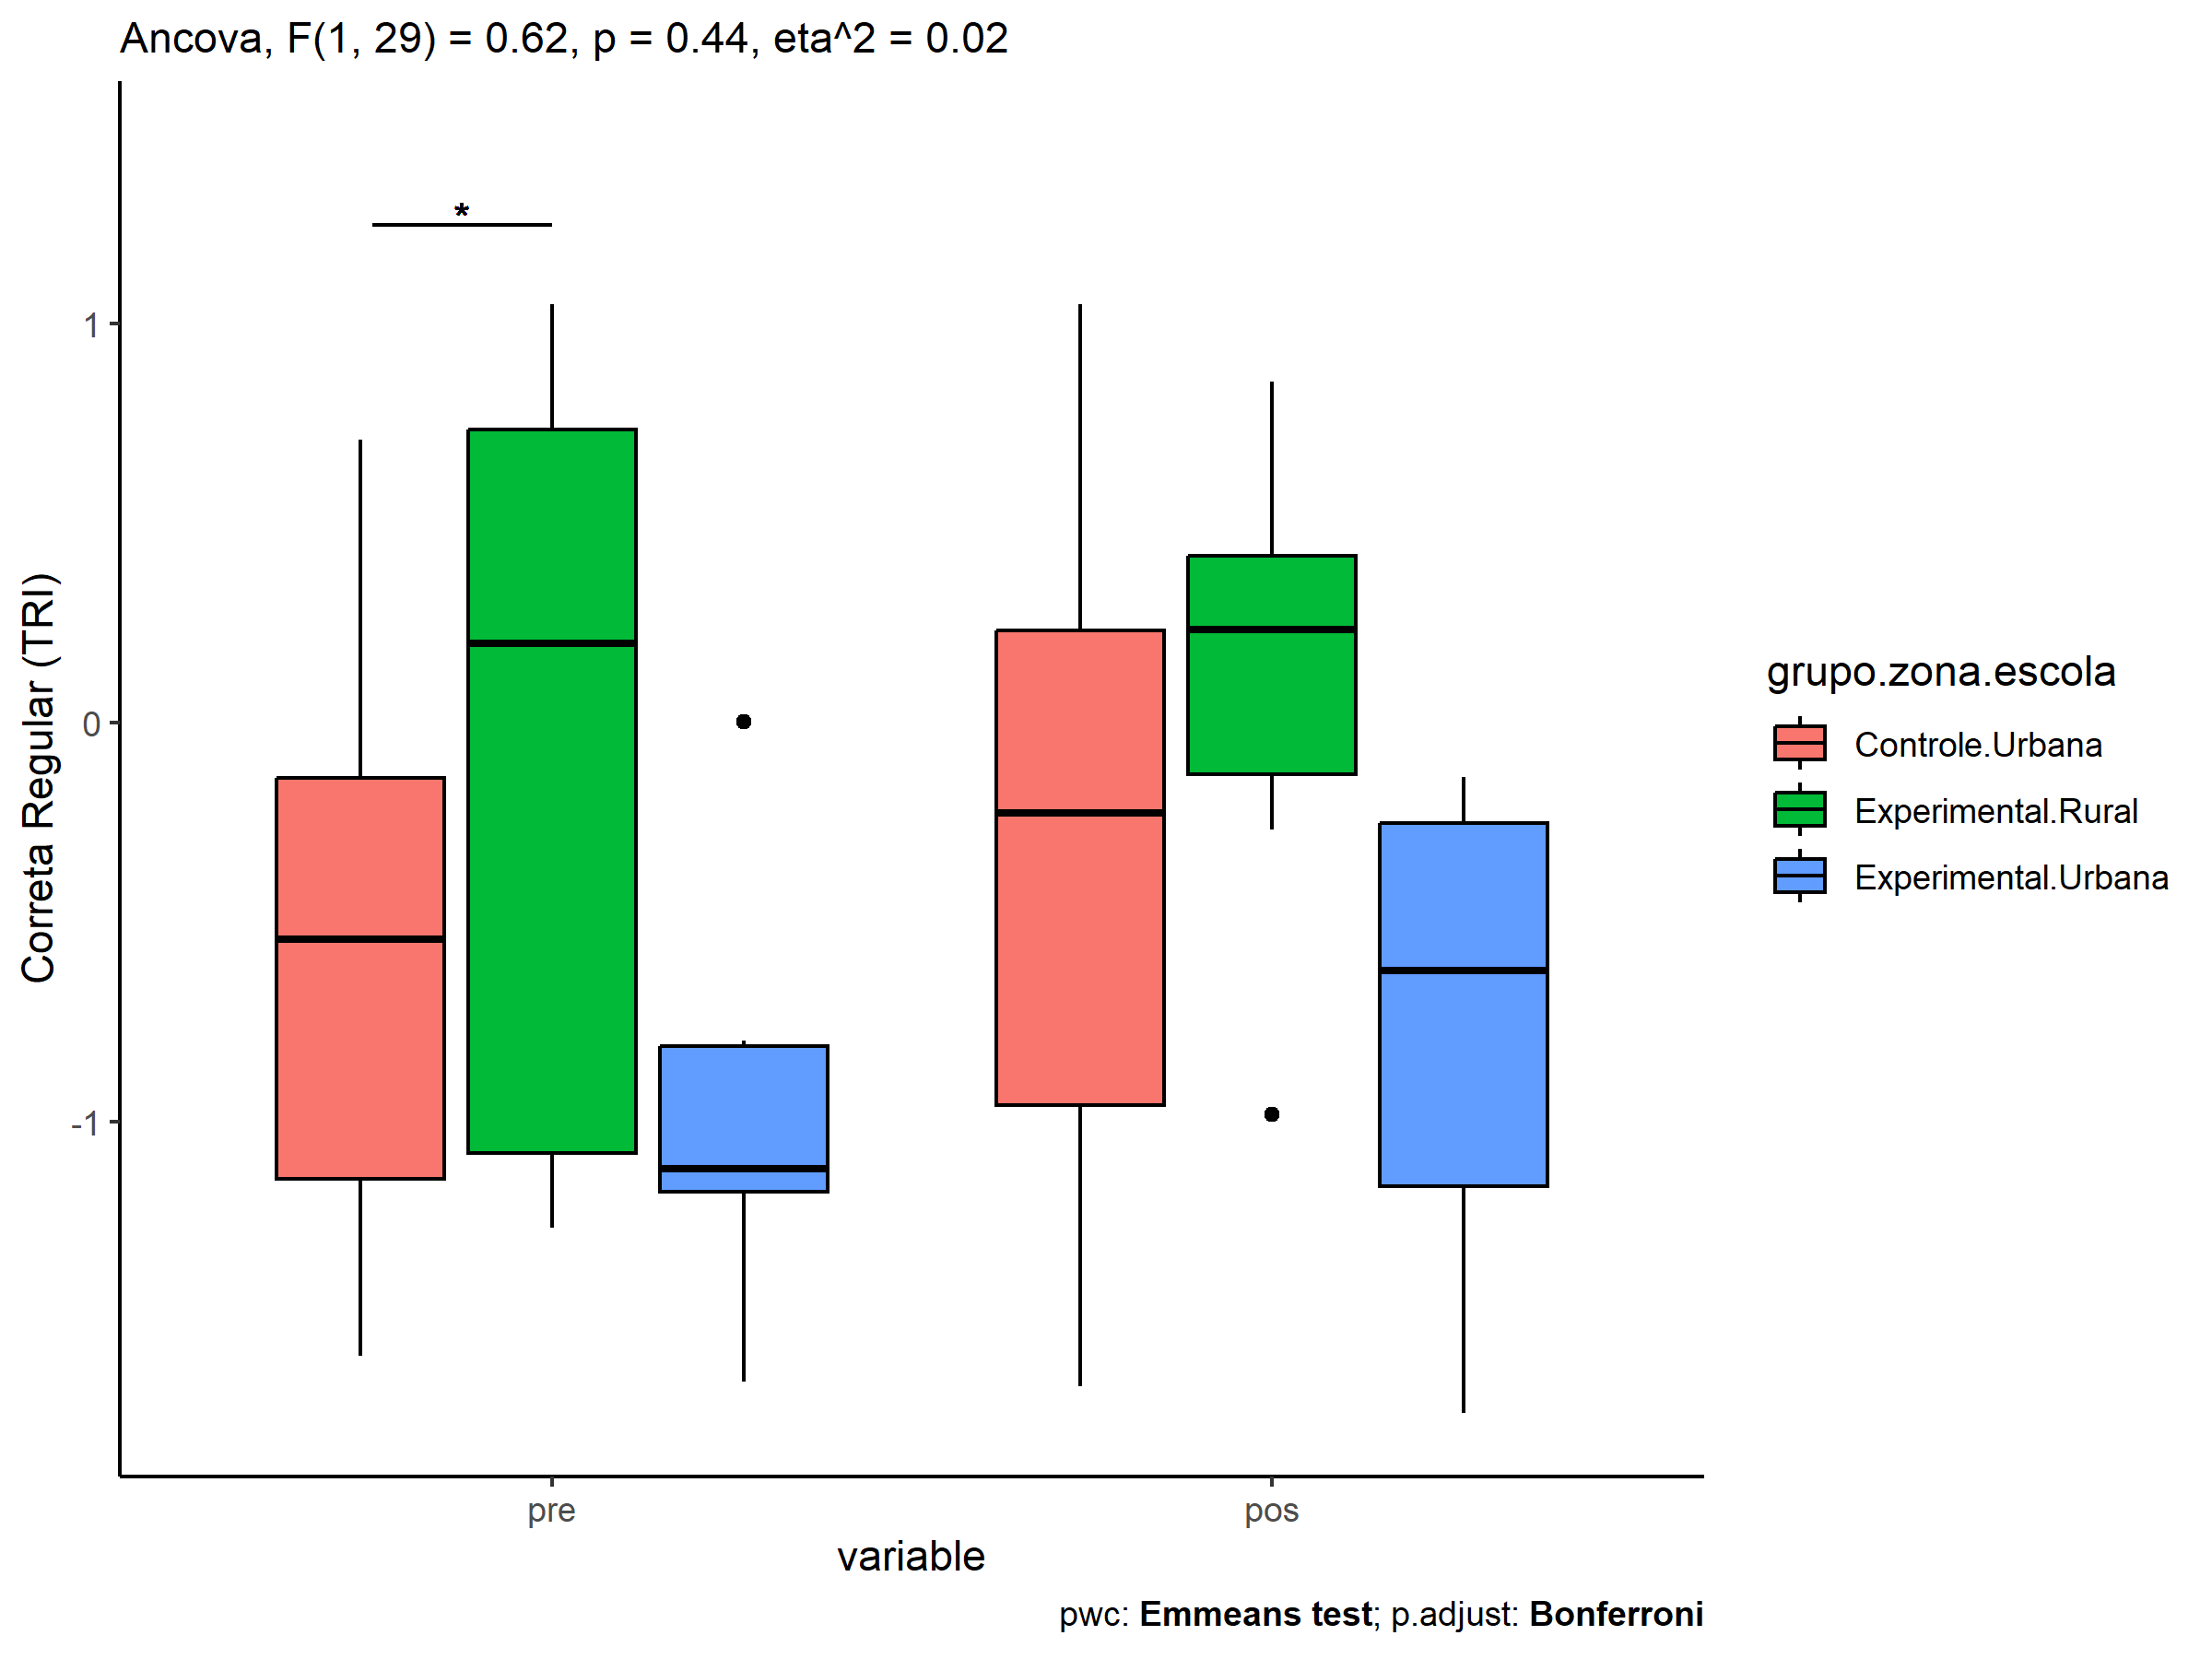 Ancova, F(1, 29) = 0.62, p = 0.44, eta^2 = 0.02
*
1
0
-1
Correta Regular (TRI)
pre
pos
variable
grupo.zona.escola
Controle.Urbana
Experimental.Rural
Experimental.Urbana
pwc: Emmeans test; p.adjust: Bonferroni